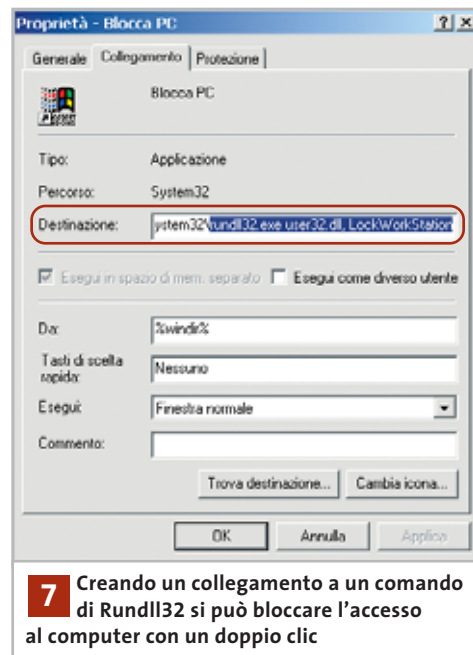 Proprietà - Blocca PC
Generale Collegamento Protezione
Blocca PC
Tipo: Applicazione
Percorso: System32
Destinazione: ystem32\rundll32.exe user32.dll, LockWorkStation
Esegui in spazio di mem. separato Esegui come diverso utente
Da: %windir%
Tasti di scelta rapida: Nessuno
Esegui: Finestra normale
Commento:
Trova destinazione... Cambia icona...
OK Annulla Applica
7 Creando un collegamento a un comando
di Rundll32 si può bloccare l'accesso
al computer con un doppio clic